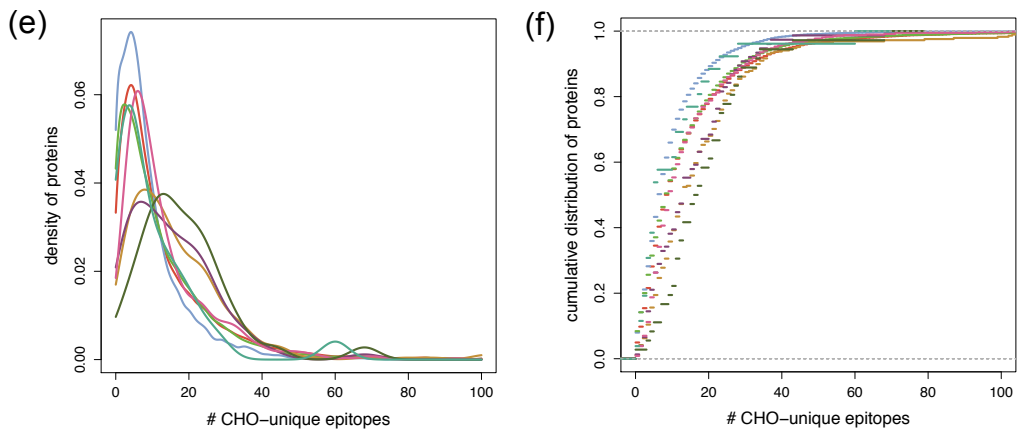 (e)
density of proteins
0.06
0.04
0.02
0.00
0 20 40 60 80 100
# CHO−unique epitopes
(f)
cumulative distribution of proteins
1.0
0.8
0.6
0.4
0.2
0.0
0 20 40 60 80 100
# CHO−unique epitopes